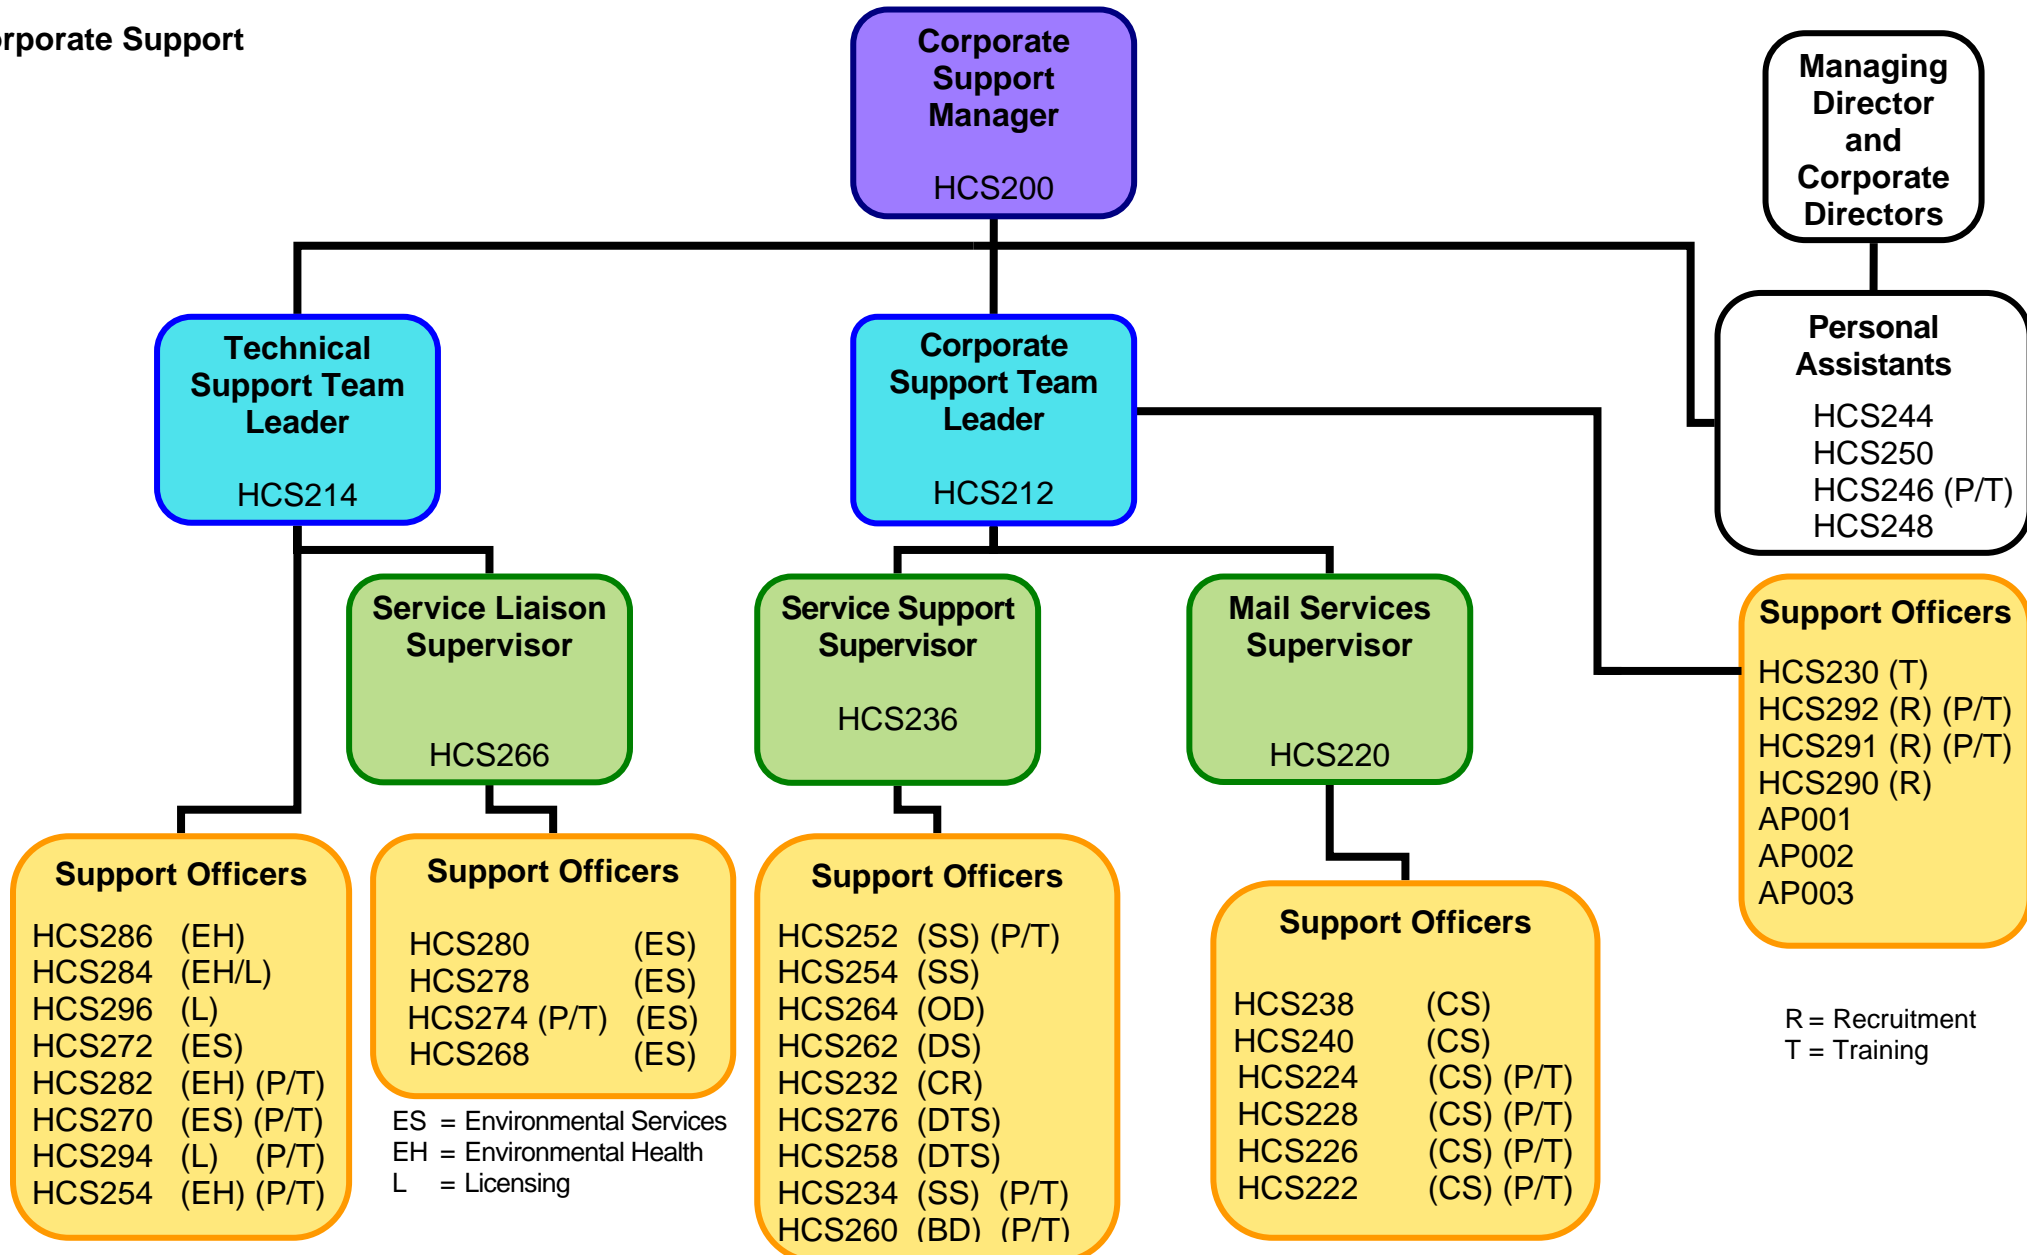 orporate Support
Corporate
Support
Manager
HCS200
Managing
Director
and
Corporate
Directors
Technical
Support Team
Leader
HCS214
Corporate
Support Team
Leader
HCS212
Personal
Assistants
HCS244
HCS250
HCS246 (P/T)
HCS248
Service Liaison
Supervisor
HCS266
Service Support
Supervisor
HCS236
Mail Services
Supervisor
HCS220
Support Officers
HCS230 (T)
HCS292 (R) (P/T)
HCS291 (R) (P/T)
HCS290 (R)
AP001
AP002
AP003
Support Officers
HCS286 (EH)
HCS284 (EH/L)
HCS296 (L)
HCS272 (ES)
HCS282 (EH) (P/T)
HCS270 (ES) (P/T)
HCS294 (L) (P/T)
HCS254 (EH) (P/T)
Support Officers
HCS280 (ES)
HCS278 (ES)
HCS274 (P/T) (ES)
HCS268 (ES)
ES = Environmental Services
EH = Environmental Health
L = Licensing
Support Officers
HCS252 (SS) (P/T)
HCS254 (SS)
HCS264 (OD)
HCS262 (DS)
HCS232 (CR)
HCS276 (DTS)
HCS258 (DTS)
HCS234 (SS) (P/T)
HCS260 (BD) (P/T)
Support Officers
HCS238 (CS)
HCS240 (CS)
HCS224 (CS) (P/T)
HCS228 (CS) (P/T)
HCS226 (CS) (P/T)
HCS222 (CS) (P/T)
R = Recruitment
T = Training